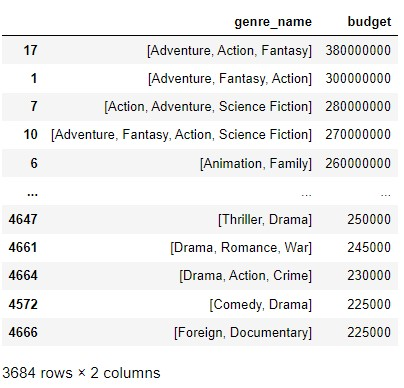 genre_name budget
17 [Adventure, Action, Fantasy] 380000000
1 [Adventure, Fantasy, Action] 300000000
7 [Action, Adventure, Science Fiction] 280000000
10 [Adventure, Fantasy, Action, Science Fiction] 270000000
6 [Animation, Family] 260000000
... ... ...
4647 [Thriller, Drama] 250000
4661 [Drama, Romance, War] 245000
4664 [Drama, Action, Crime] 230000
4572 [Comedy, Drama] 225000
4666 [Foreign, Documentary] 225000
3684 rows × 2 columns